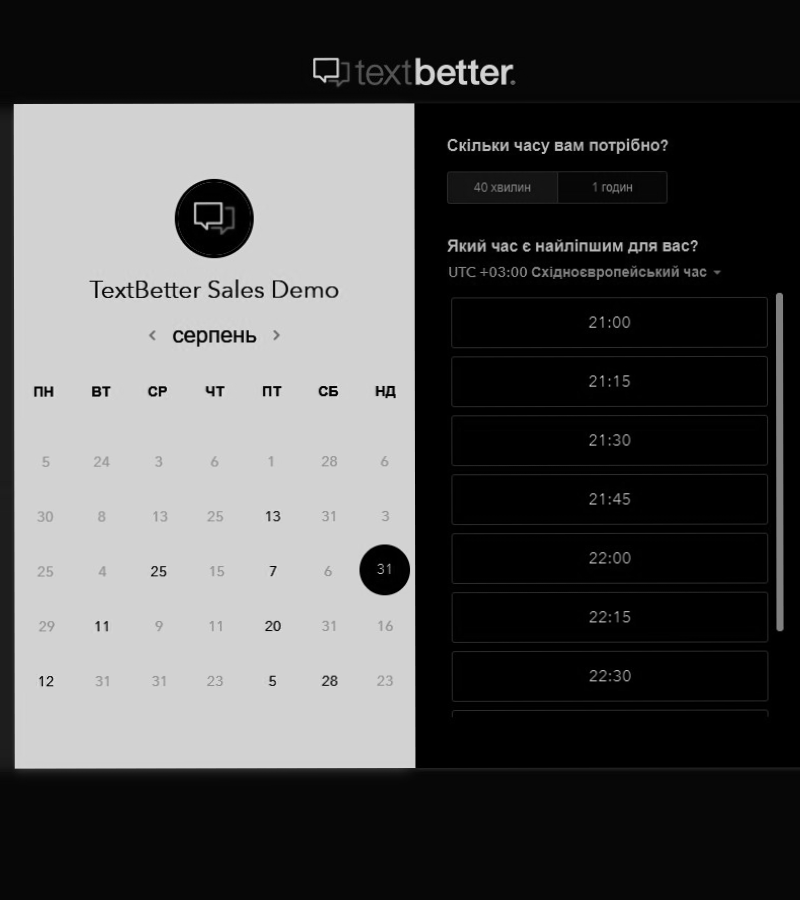 textbetter.
TextBetter Sales Demo
серпень
ПН ВТ СР ЧТ ПТ СБ НД
5 24 3 6 1 28 6
30 8 13 25 13 31 3
25 4 25 15 7 6 31
29 11 9 11 20 31 16
12 31 31 23 5 28 23
Скільки часу вам потрібно?
40 хвилин 1 годин
Який час є найліпшим для вас?
UTC +03:00 Східноєвропейський час
21:00
21:15
21:30
21:45
22:00
22:15
22:30